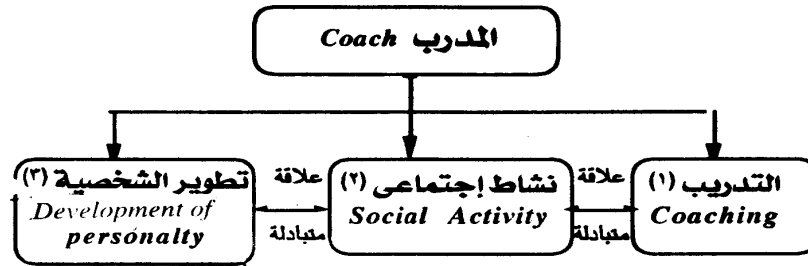 المدرب Coach
التدريب (١)
Coaching
علاقة
متبادلة
نشاط إجتماعى (٢)
Social Activity
علاقة
متبادلة
تطوير الشخصية (٣)
Development of
personalty